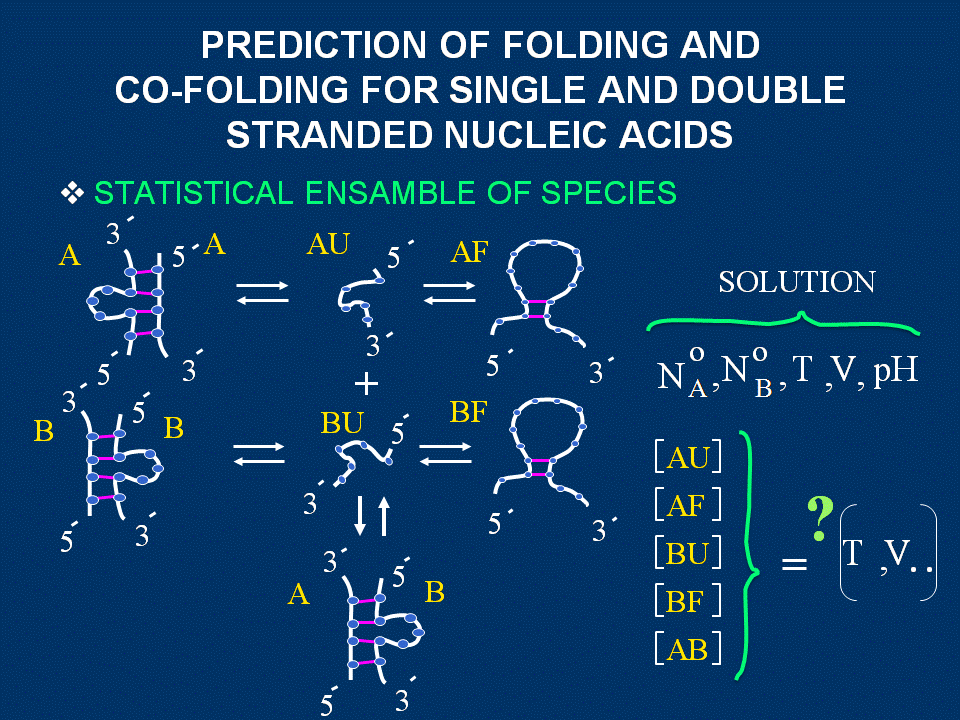 PREDICTION OF FOLDING AND
CO-FOLDING FOR SINGLE AND DOUBLE
STRANDED NUCLEIC ACIDS
❖ STATISTICAL ENSAMBLE OF SPECIES
A 3´ 5´ A
5´ 3´
AU 5´
3´
AF
5´ 3´
+
B 3´ 5´ B
5´ 3´
BU 5´
3´
BF
5´ 3´
A 3´ 5´ B
5´ 3´
SOLUTION
N°A, N°B, T ,V, pH
[AU]
[AF]
[BU]
[BF]
[AB]
= ? (T ,V..)